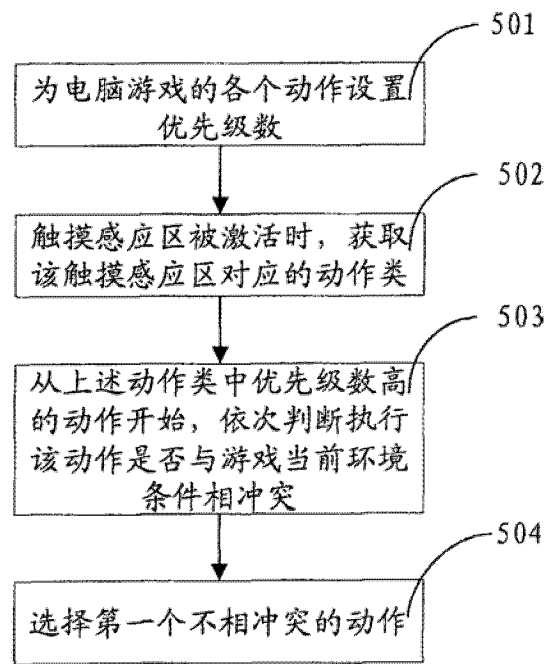 501
为电脑游戏的各个动作设置
优先级数
502
触摸感应区被激活时，获取
该触摸感应区对应的动作类
503
从上述动作类中优先级数高
的动作开始，依次判断执行
该动作是否与游戏当前环境
条件相冲突
504
选择第一个不相冲突的动作